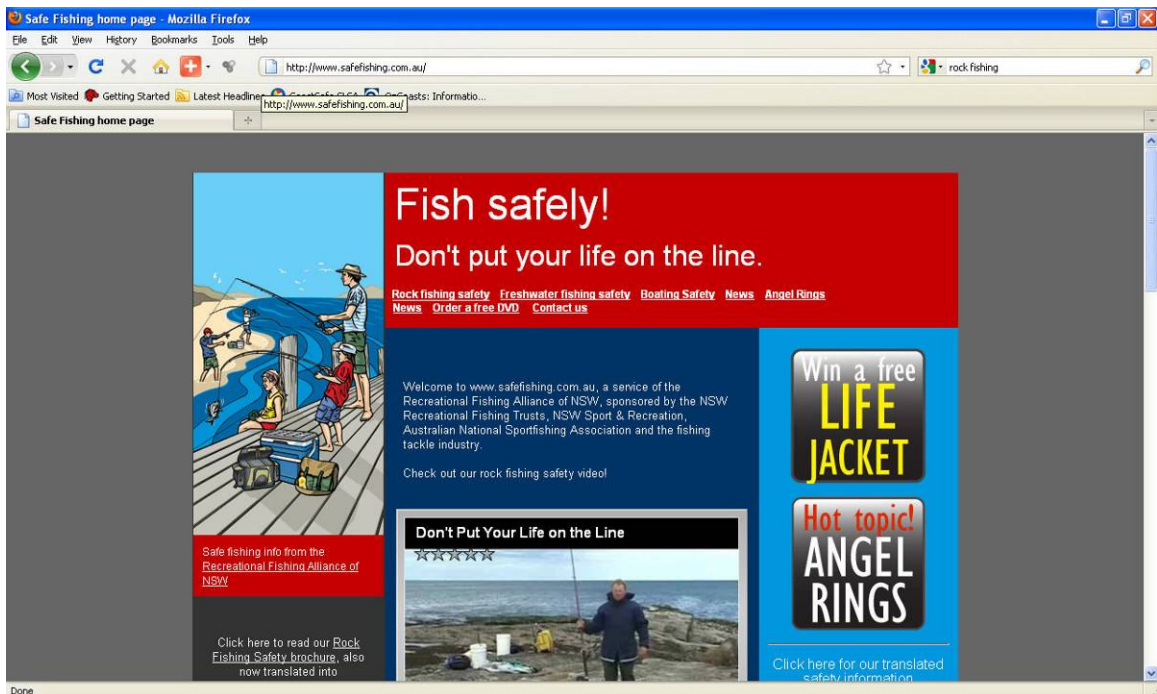 Safe Fishing home page - Mozilla Firefox
File Edit View History Bookmarks Tools Help
http://www.safefishing.com.au/
rock fishing
Most Visited Getting Started Latest Headlines CoastSafe SLSA OzCoasts: Informatio...
http://www.safefishing.com.au/
Safe Fishing home page
Fish safely!
Don't put your life on the line.
Rock fishing safety Freshwater fishing safety Boating Safety News Angel Rings
News Order a free DVD Contact us
Welcome to www.safefishing.com.au, a service of the
Recreational Fishing Alliance of NSW, sponsored by the NSW
Recreational Fishing Trusts, NSW Sport & Recreation,
Australian National Sportfishing Association and the fishing
tackle industry.
Check out our rock fishing safety video!
Don't Put Your Life on the Line
Win a free
LIFE
JACKET
Hot topic!
ANGEL
RINGS
Click here for our translated
safety information
Safe fishing info from the
Recreational Fishing Alliance of
NSW
Click here to read our Rock
Fishing Safety brochure, also
now translated into
Done